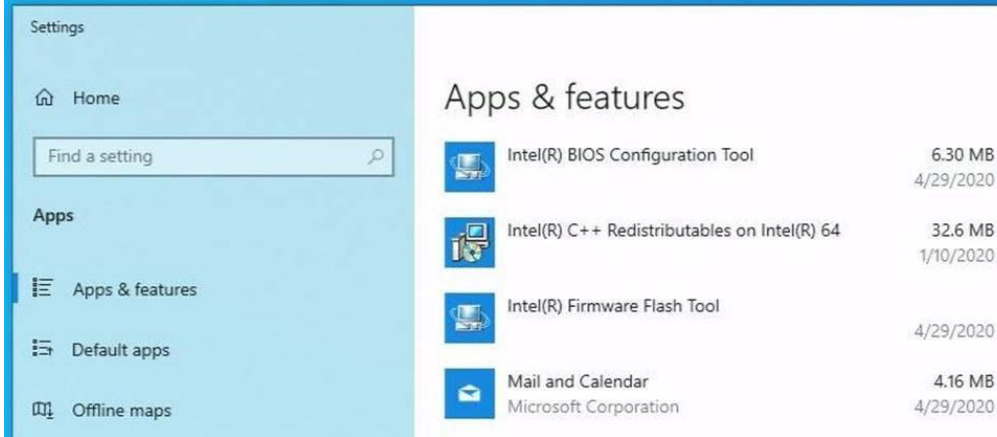 Settings
Home
Find a setting
Apps
Apps & features
Default apps
Offline maps
Apps & features
Intel(R) BIOS Configuration Tool 6.30 MB
4/29/2020
Intel(R) C++ Redistributables on Intel(R) 64 32.6 MB
1/10/2020
Intel(R) Firmware Flash Tool
4/29/2020
Mail and Calendar 4.16 MB
Microsoft Corporation 4/29/2020